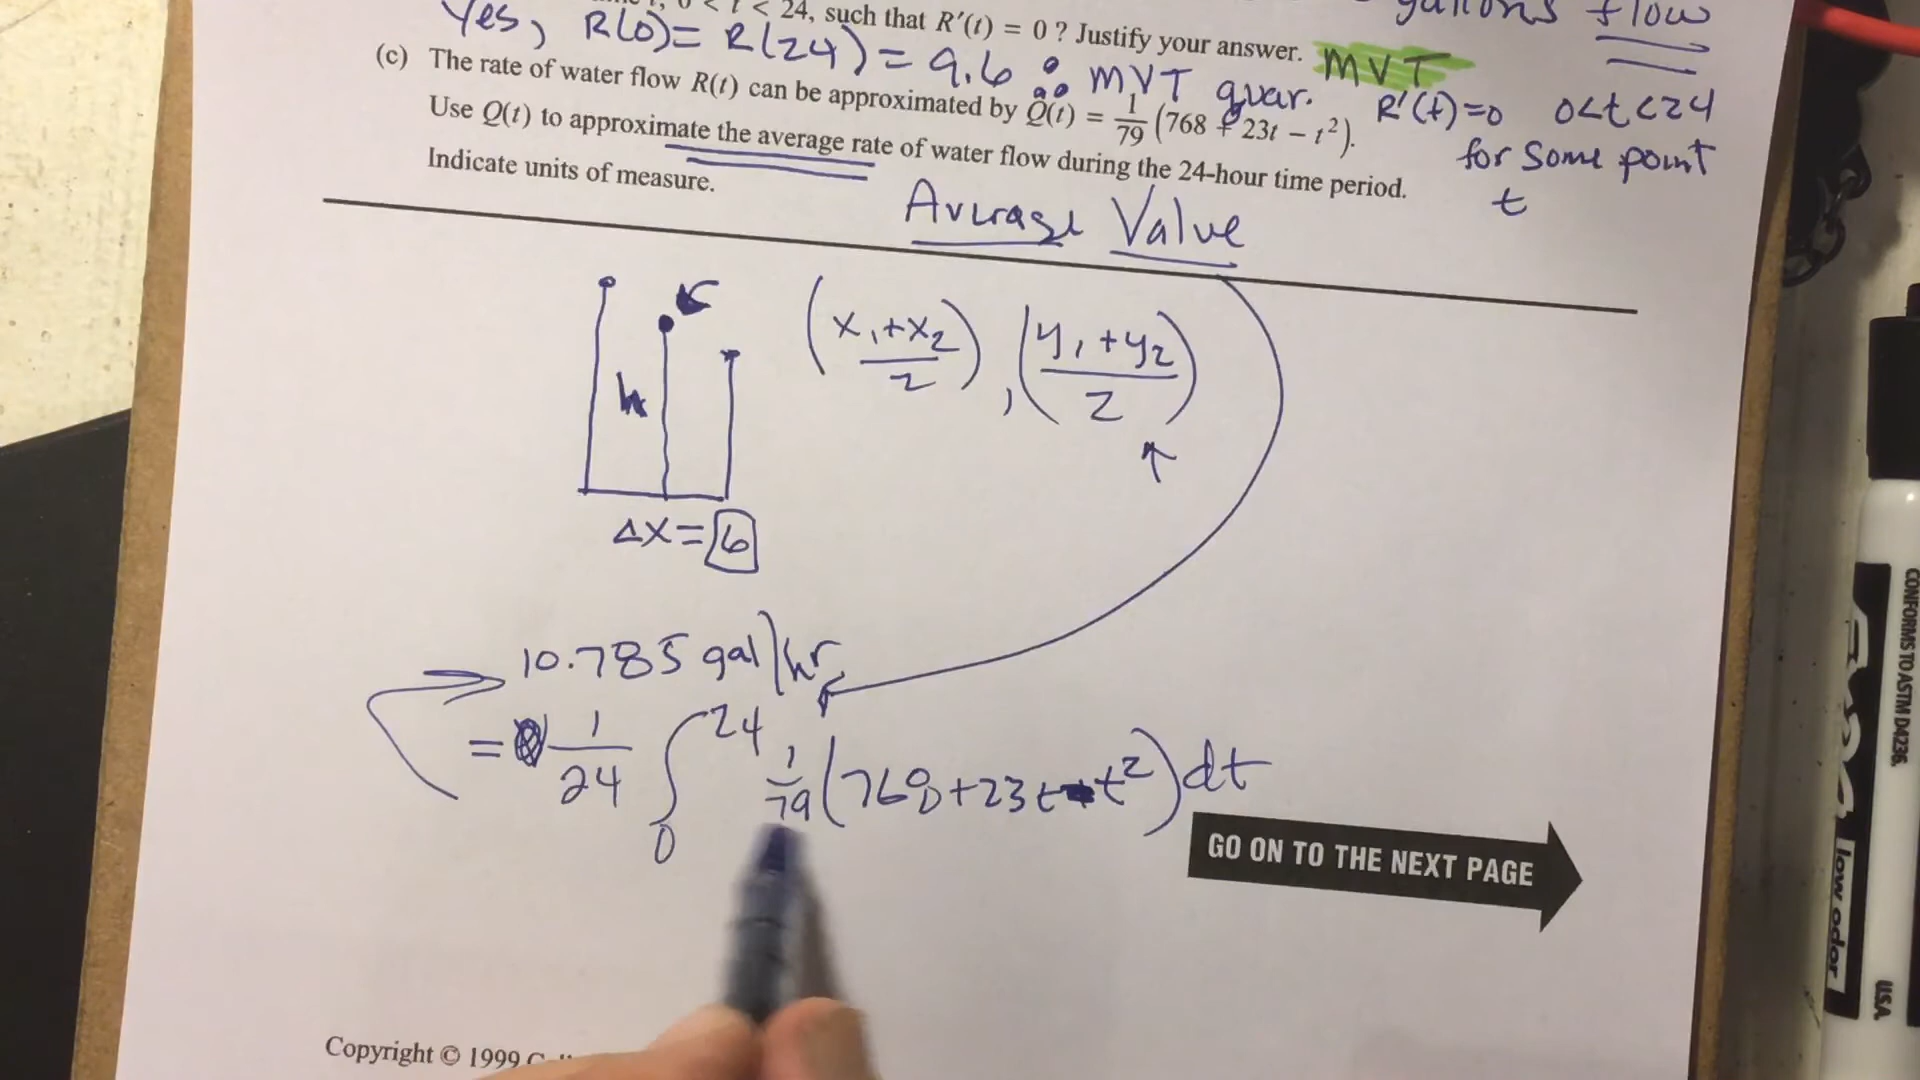 gallons flow
t, 0 < t < 24, such that R′(t) = 0 ? Justify your answer. MVT
Yes, R(0) = R(24) = 9.6 ∴ MVT guar. R'(t)=0 0<t<24
for some point
t
(c) The rate of water flow R(t) can be approximated by Q(t) = 1/79 (768 + 23t − t²).
Use Q(t) to approximate the average rate of water flow during the 24-hour time period.
Indicate units of measure.
Average Value
h
(x₁+x₂/2), (y₁+y₂/2)
Δx = 6
10.785 gal/hr
= 1/24 ∫₀²⁴ 1/79 (768+23t-t²)dt
GO ON TO THE NEXT PAGE
Copyright © 1999
CONFORMS TO ASTM D4236.
low odor
USA